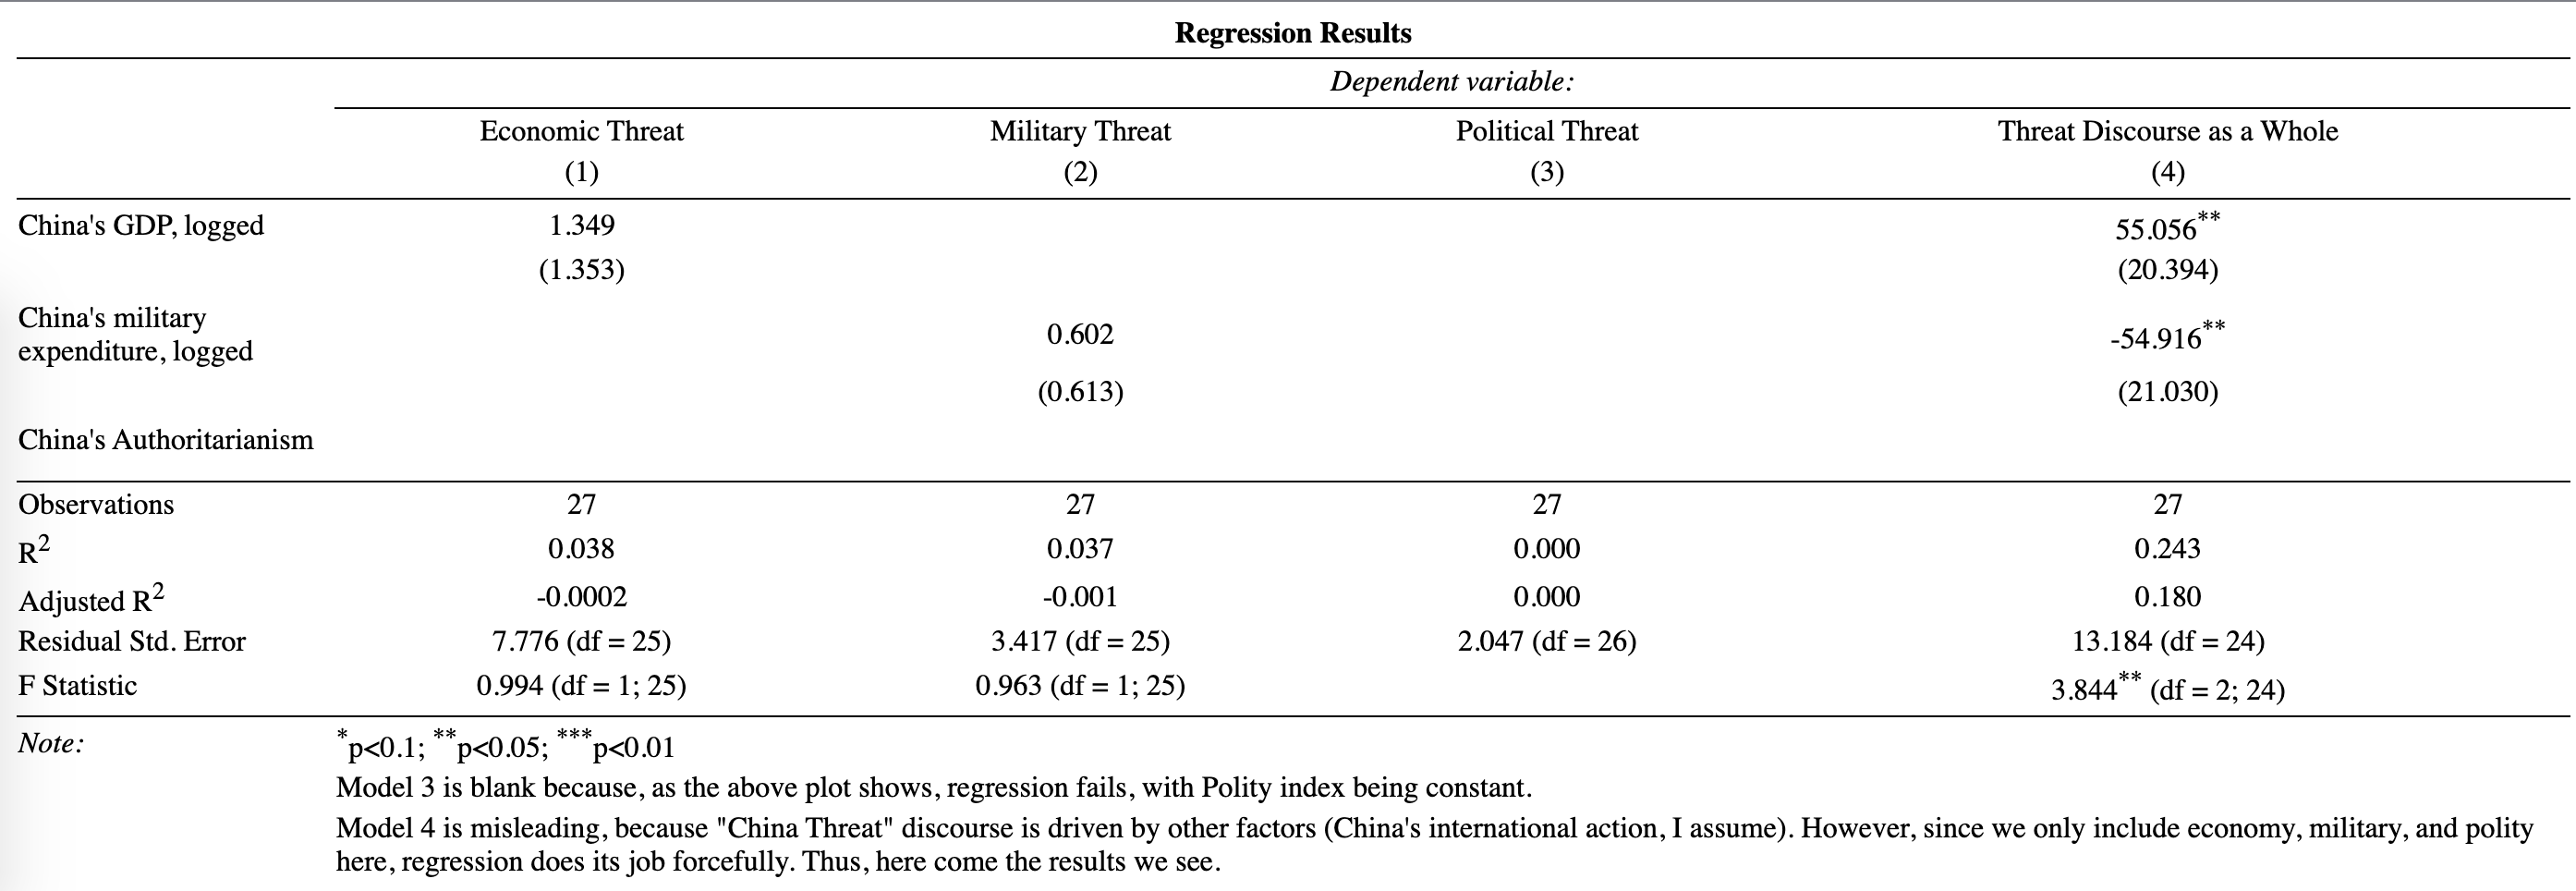 Regression Results
Dependent variable:
Economic Threat Military Threat Political Threat Threat Discourse as a Whole
(1) (2) (3) (4)
China's GDP, logged 1.349 55.056**
(1.353) (20.394)
China's military
expenditure, logged 0.602 -54.916**
(0.613) (21.030)
China's Authoritarianism
Observations 27 27 27 27
R2 0.038 0.037 0.000 0.243
Adjusted R2 -0.0002 -0.001 0.000 0.180
Residual Std. Error 7.776 (df = 25) 3.417 (df = 25) 2.047 (df = 26) 13.184 (df = 24)
F Statistic 0.994 (df = 1; 25) 0.963 (df = 1; 25) 3.844** (df = 2; 24)
Note: *p<0.1; **p<0.05; ***p<0.01
Model 3 is blank because, as the above plot shows, regression fails, with Polity index being constant.
Model 4 is misleading, because "China Threat" discourse is driven by other factors (China's international action, I assume). However, since we only include economy, military, and polity
here, regression does its job forcefully. Thus, here come the results we see.